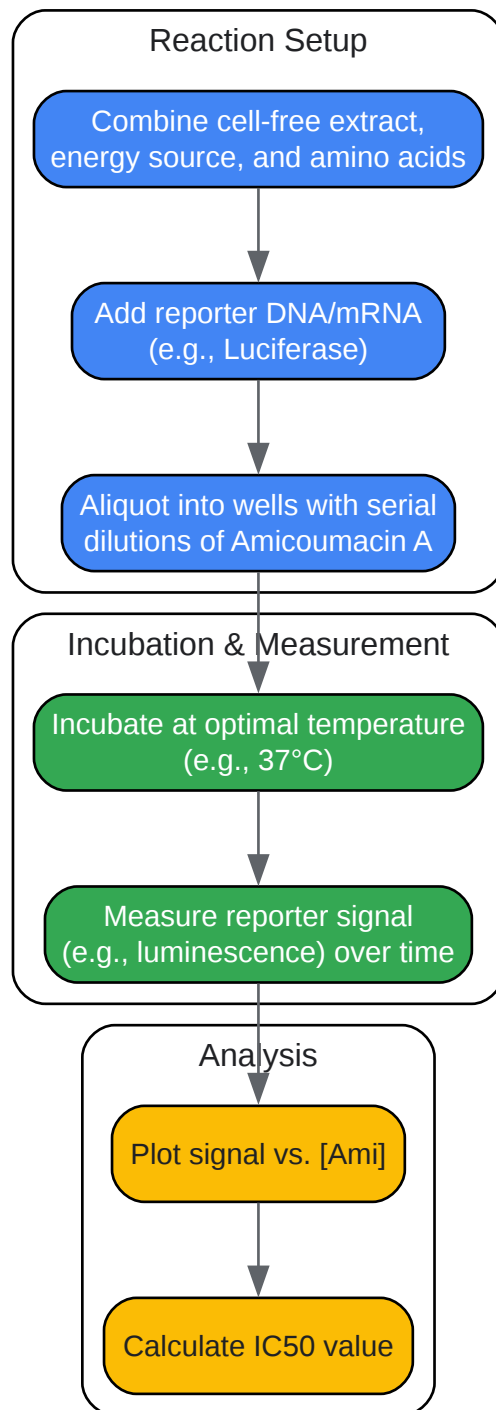 Reaction Setup
Combine cell-free extract,
energy source, and amino acids
Add reporter DNA/mRNA
(e.g., Luciferase)
Aliquot into wells with serial
dilutions of Amicoumacin A
Incubation & Measurement
Incubate at optimal temperature
(e.g., 37°C)
Measure reporter signal
(e.g., luminescence) over time
Analysis
Plot signal vs. [Ami]
Calculate IC50 value